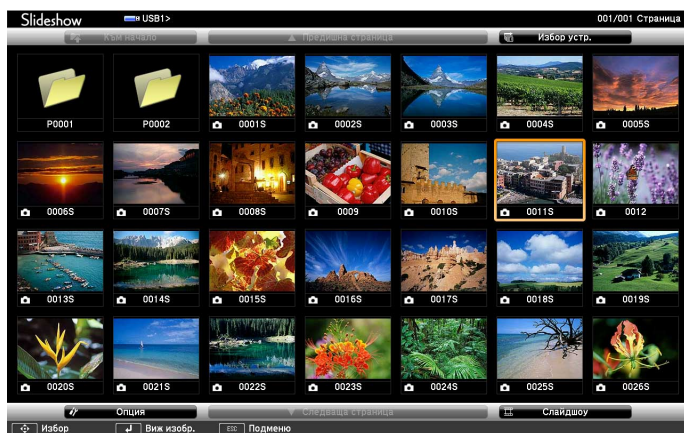 Slideshow USB1> 001/001 Страница
Към начало Предишна страница Избор устр.
P0001 P0002 0001S 0002S 0003S 0004S 0005S
0006S 0007S 0008S 0009 0010S 0011S 0012
0013S 0014S 0015S 0016S 0017S 0018S 0019S
0020S 0021S 0022S 0023S 0024S 0025S 0026S
Опция Следваща страница Слайдшоу
Избор Виж изобр. ESC Подменю